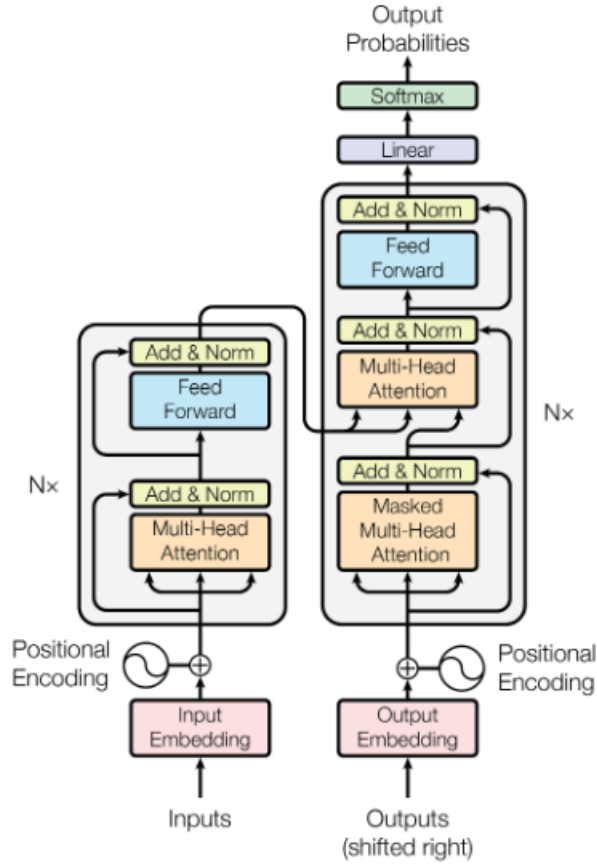 Output
Probabilities
Softmax
Linear
Add & Norm
Feed
Forward
Add & Norm
Multi-Head
Attention
Add & Norm
Masked
Multi-Head
Attention
N×
Add & Norm
Feed
Forward
Add & Norm
Multi-Head
Attention
N×
Positional
Encoding
Positional
Encoding
Input
Embedding
Output
Embedding
Inputs
Outputs
(shifted right)